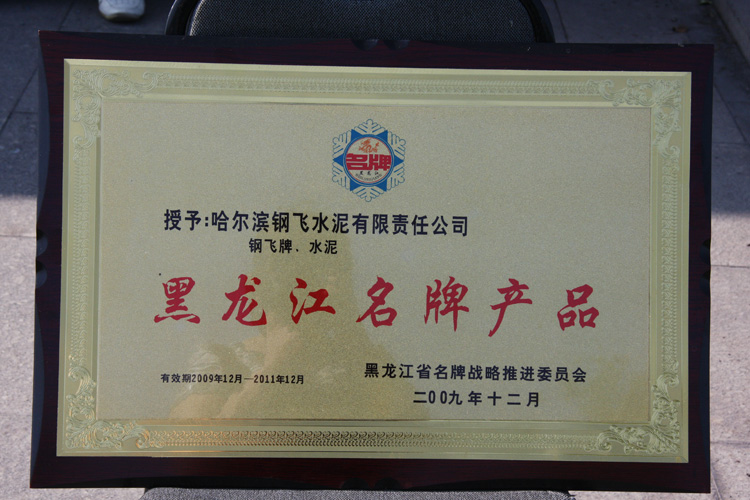 名牌
黑龙江
授予:哈尔滨钢飞水泥有限责任公司
钢飞牌、水泥
黑龙江名牌产品
有效期2009年12月—2011年12月
黑龙江省名牌战略推进委员会
二00九年十二月